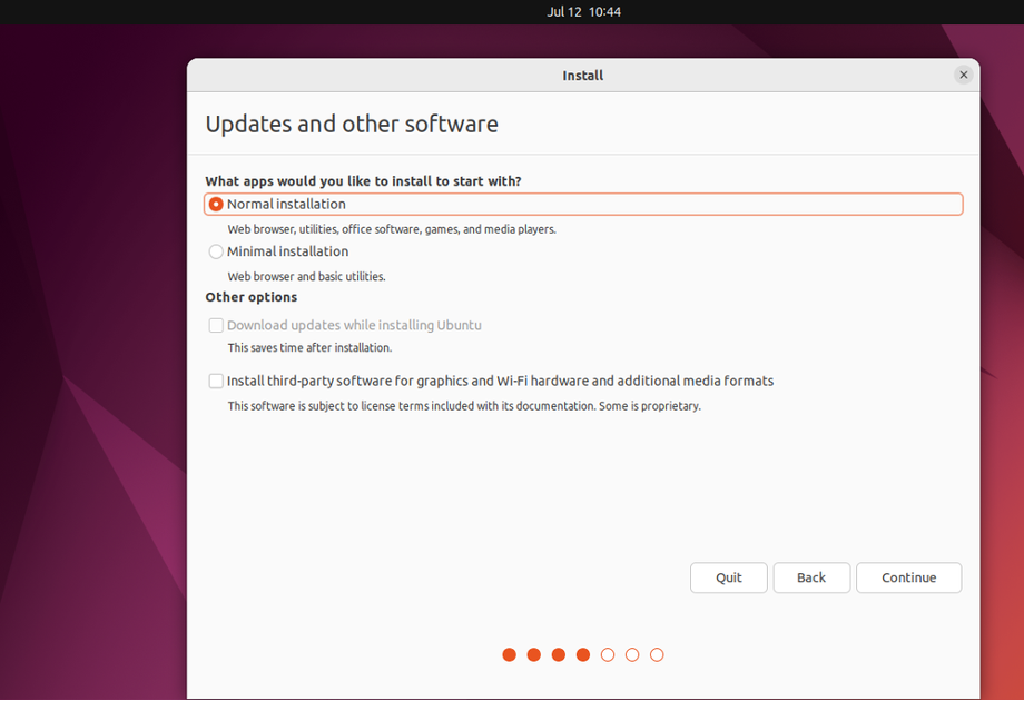 Jul 12 10:44
Install
Updates and other software
What apps would you like to install to start with?
Normal installation
Web browser, utilities, office software, games, and media players.
Minimal installation
Web browser and basic utilities.
Other options
Download updates while installing Ubuntu
This saves time after installation.
Install third-party software for graphics and Wi-Fi hardware and additional media formats
This software is subject to license terms included with its documentation. Some is proprietary.
Quit Back Continue